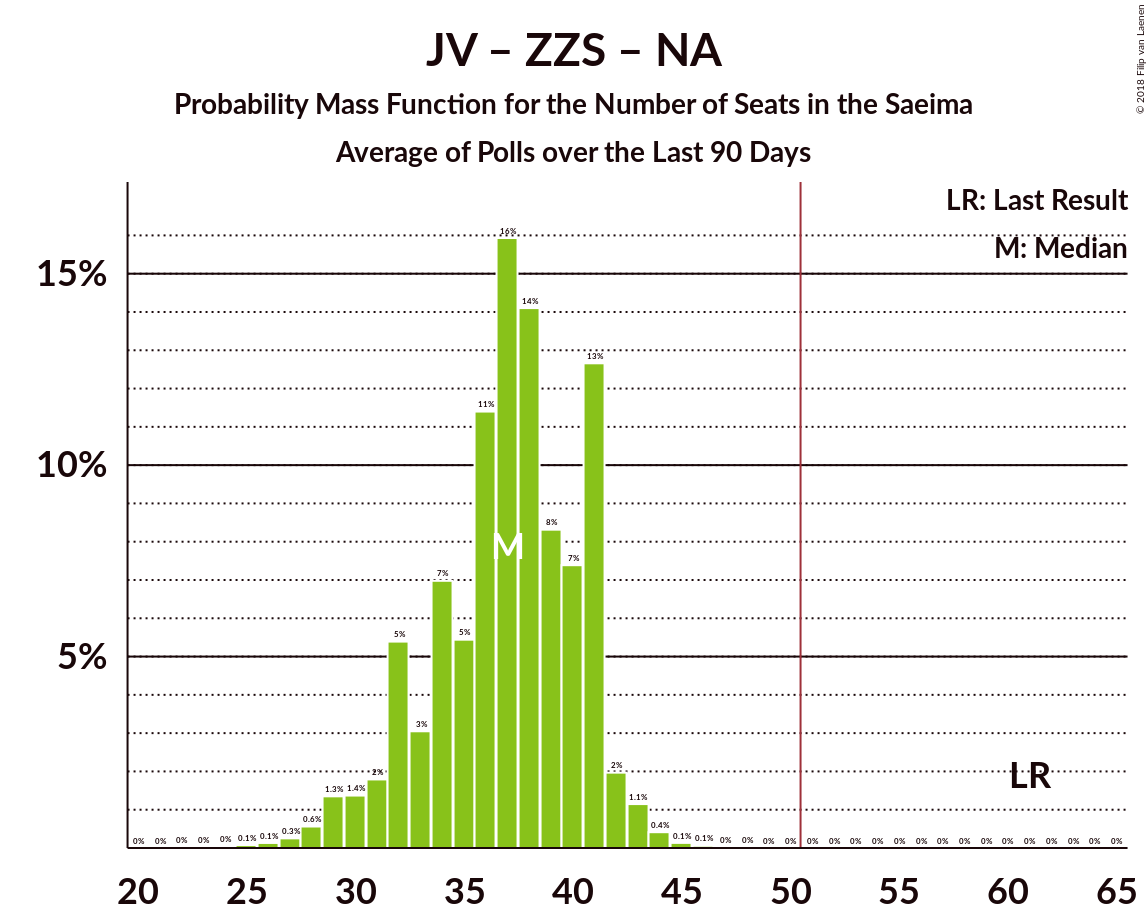 JV – ZZS – NA
Probability Mass Function for the Number of Seats in the Saeima
Average of Polls over the Last 90 Days
© 2018 Filip van Laenen
LR: Last Result
M: Median
15%
10%
5%
0% 0% 0% 0% 0% 0.1% 0.1% 0.3% 0.6% 1.3% 1.4% 2% 5% 3% 7% 5% 11% 16% 14% 8% 7% 13% 2% 1.1% 0.4% 0.1% 0.1% 0% 0% 0% 0% 0% 0% 0% 0% 0% 0% 0% 0% 0% 0% 0% 0% 0% 0% 0%
M
LR
20 25 30 35 40 45 50 55 60 65